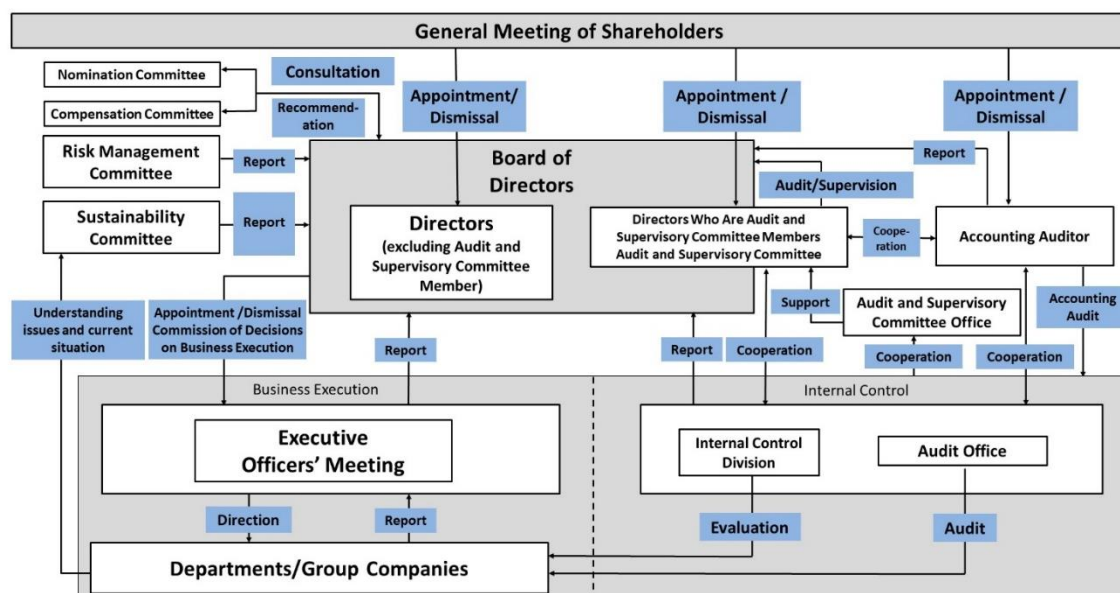 General Meeting of Shareholders
Nomination Committee
Consultation
Compensation Committee
Recommend-
ation
Appointment/
Dismissal
Appointment /
Dismissal
Appointment /
Dismissal
Risk Management
Committee
Report
Board of
Directors
Report
Audit/Supervision
Sustainability
Committee
Report
Directors
(excluding Audit and
Supervisory Committee
Member)
Directors Who Are Audit and
Supervisory Committee Members
Audit and Supervisory Committee
Coope-
ration
Accounting Auditor
Understanding
issues and current
situation
Appointment /Dismissal
Commission of Decisions
on Business Execution
Report
Report
Cooperation
Support
Audit and Supervisory
Committee Office
Cooperation
Cooperation
Accounting
Audit
Business Execution
Internal Control
Executive
Officers’ Meeting
Internal Control
Division
Audit Office
Direction
Report
Evaluation
Audit
Departments/Group Companies